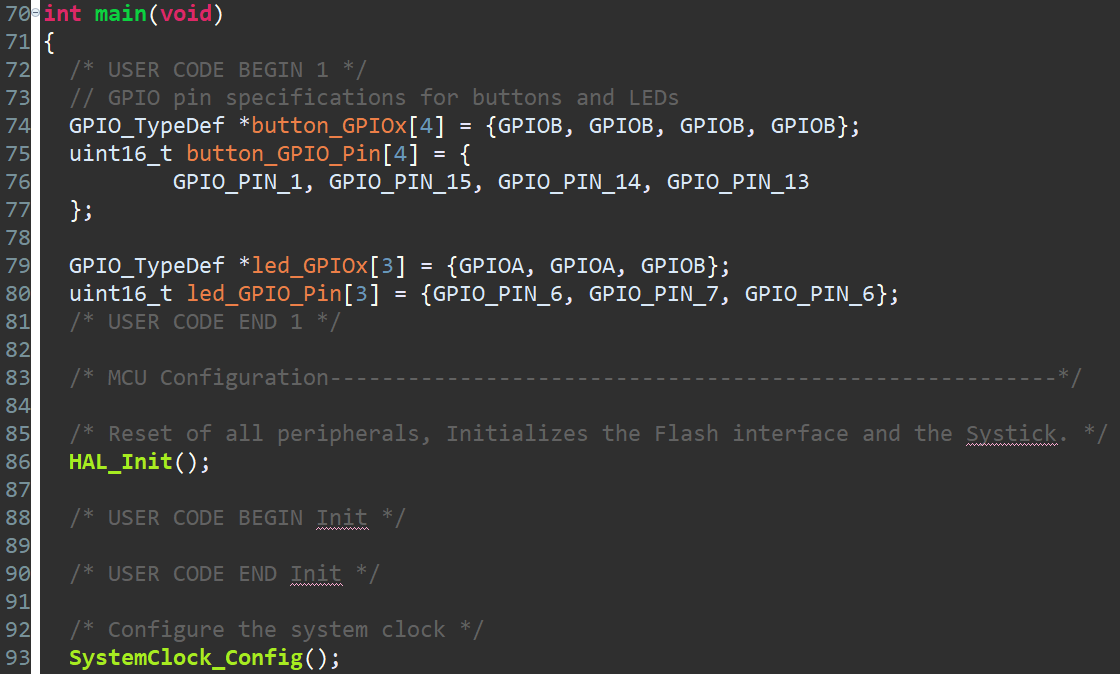 70 int main(void)
71 {
72   /* USER CODE BEGIN 1 */
73   // GPIO pin specifications for buttons and LEDs
74   GPIO_TypeDef *button_GPIOx[4] = {GPIOB, GPIOB, GPIOB, GPIOB};
75   uint16_t button_GPIO_Pin[4] = {
76           GPIO_PIN_1, GPIO_PIN_15, GPIO_PIN_14, GPIO_PIN_13
77   };
78
79   GPIO_TypeDef *led_GPIOx[3] = {GPIOA, GPIOA, GPIOB};
80   uint16_t led_GPIO_Pin[3] = {GPIO_PIN_6, GPIO_PIN_7, GPIO_PIN_6};
81   /* USER CODE END 1 */
82
83   /* MCU Configuration--------------------------------------------------------*/
84
85   /* Reset of all peripherals, Initializes the Flash interface and the Systick. */
86   HAL_Init();
87
88   /* USER CODE BEGIN Init */
89
90   /* USER CODE END Init */
91
92   /* Configure the system clock */
93   SystemClock_Config();